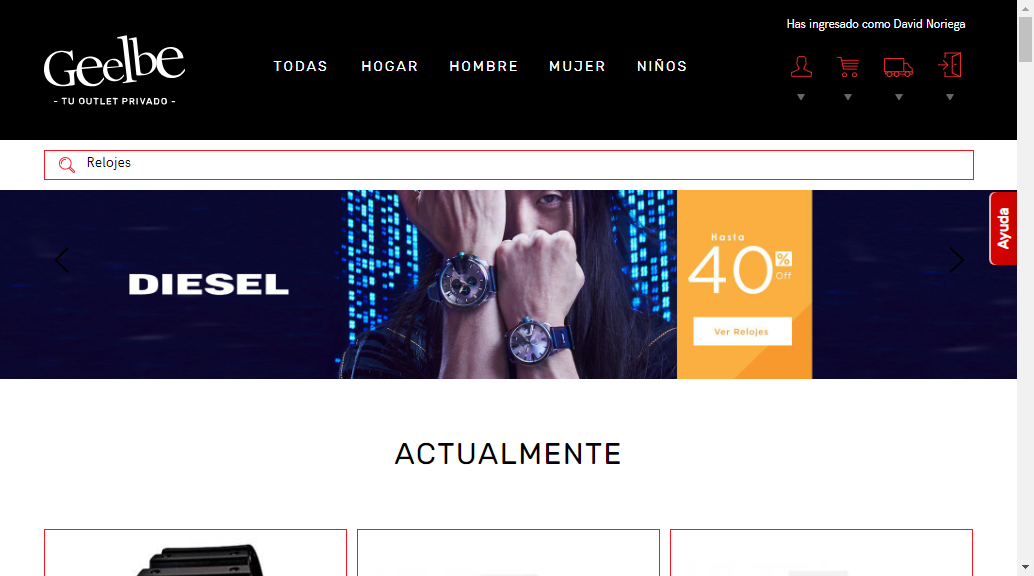 Has ingresado como David Noriega
Geelbe
- TU OUTLET PRIVADO -
TODAS HOGAR HOMBRE MUJER NIÑOS
Relojes
Ayuda
DIESEL
Hasta
40% Off
Ver Relojes
ACTUALMENTE